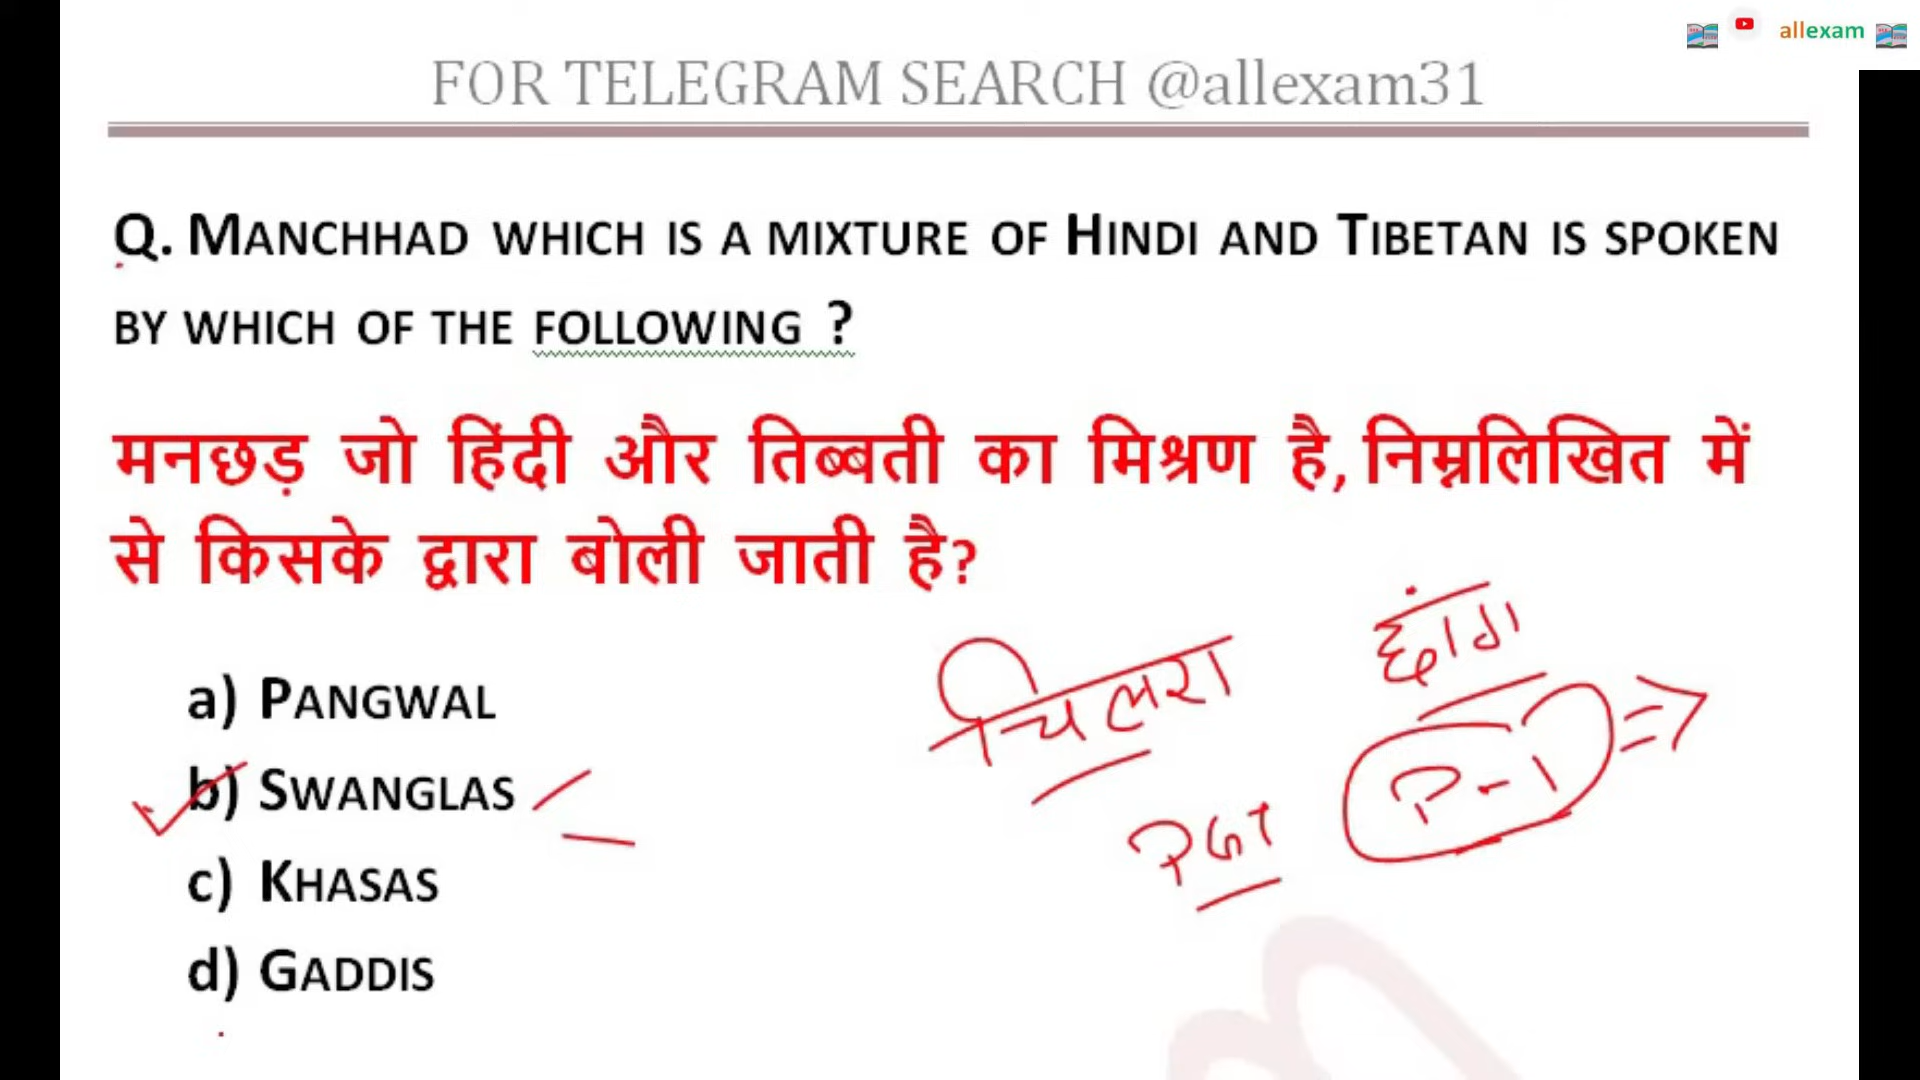 allexam
FOR TELEGRAM SEARCH @allexam31
Q. MANCHHAD WHICH IS A MIXTURE OF HINDI AND TIBETAN IS SPOKEN
BY WHICH OF THE FOLLOWING ?
मनछड़ जो हिंदी और तिब्बती का मिश्रण है, निम्नलिखित में
से किसके द्वारा बोली जाती है?
a) PANGWAL
b) SWANGLAS
c) KHASAS
d) GADDIS
चिलरा
P-1
PGT